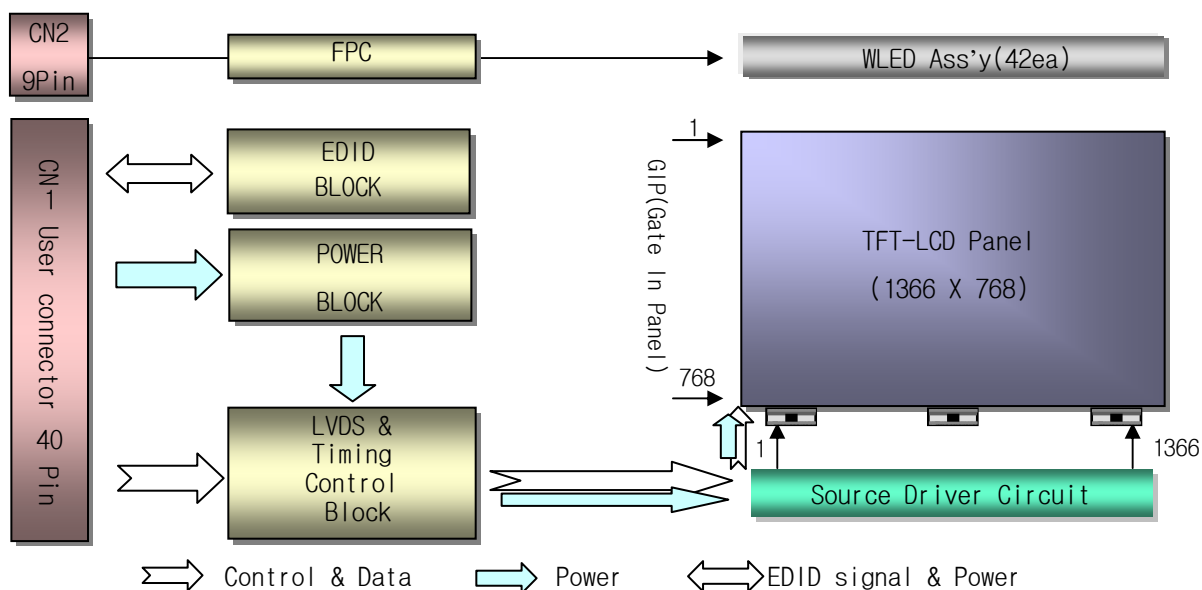 CN2
9Pin
FPC
WLED Ass'y(42ea)
CN-1 User connector 40 Pin
EDID
BLOCK
POWER
BLOCK
LVDS &
Timing
Control
Block
1
GIP(Gate In Panel)
768
TFT-LCD Panel
(1366 X 768)
1
1366
Source Driver Circuit
Control & Data
Power
EDID signal & Power